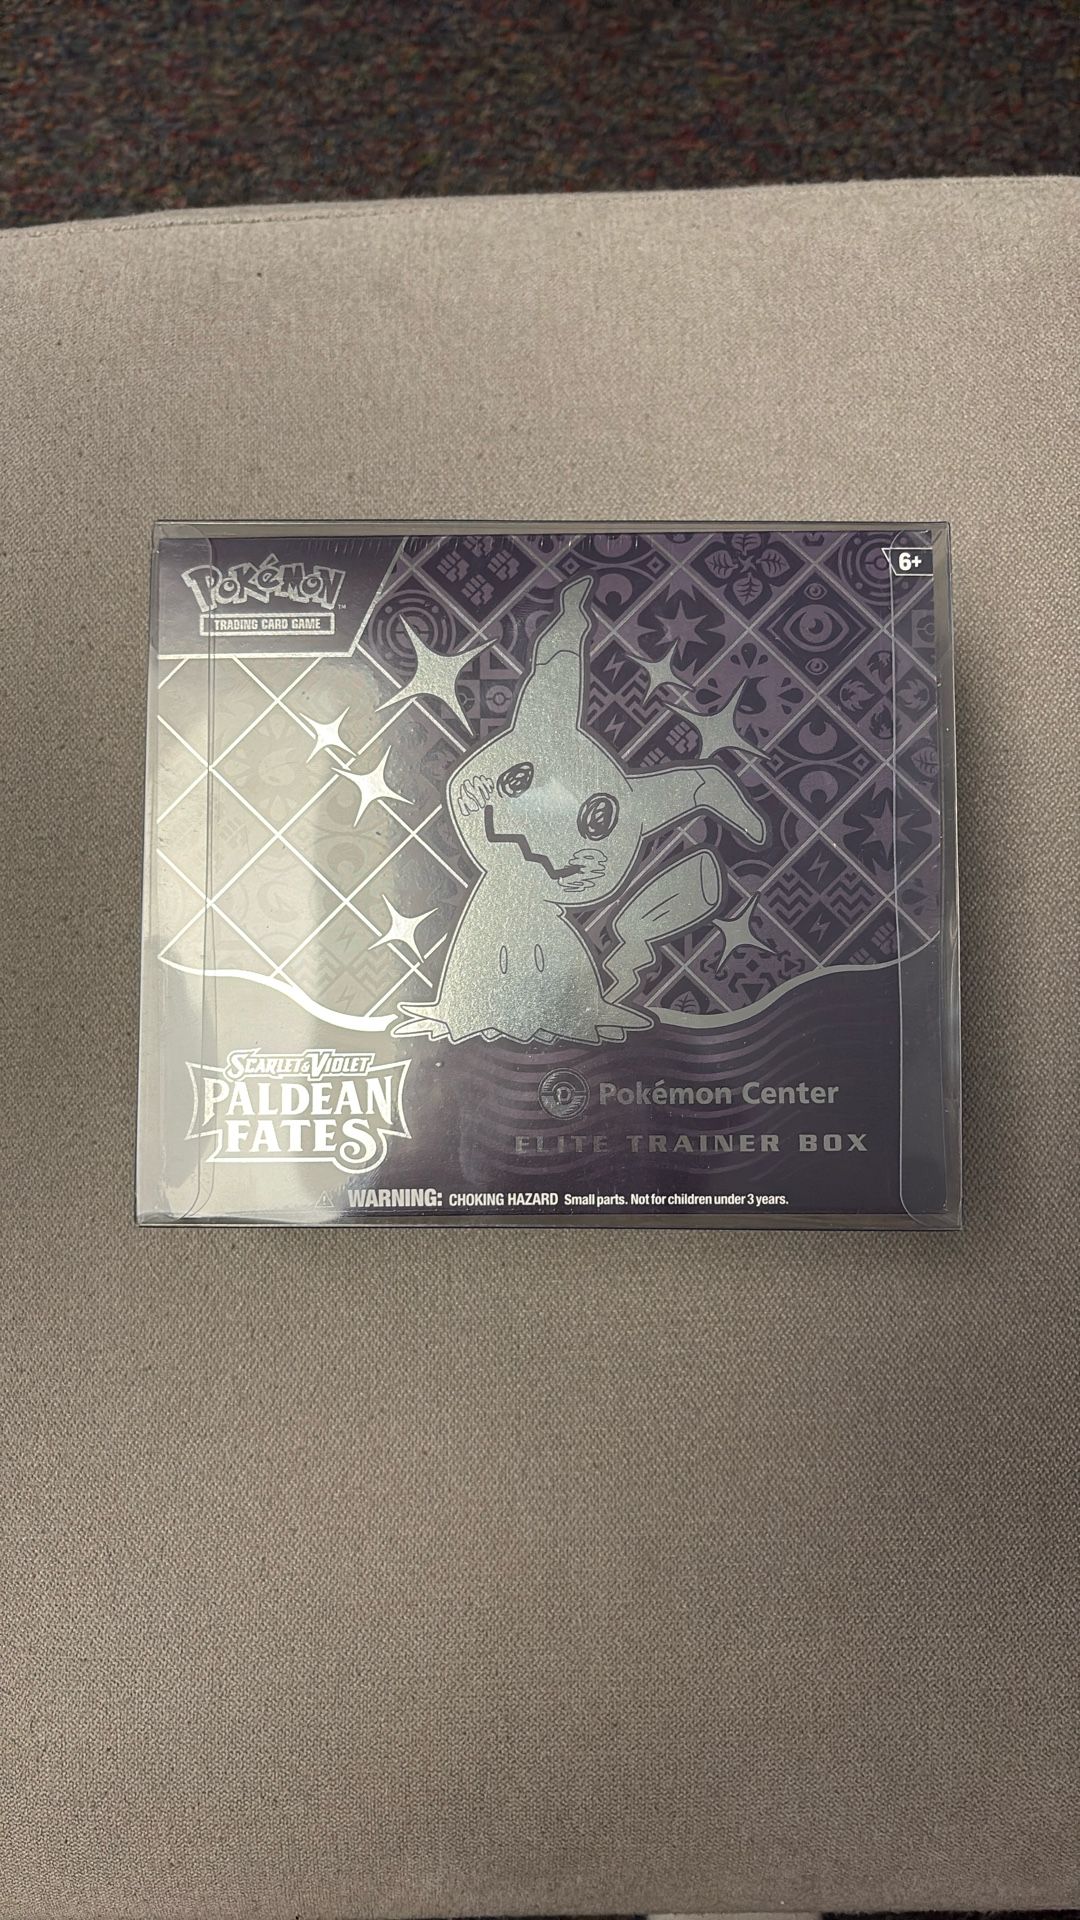 POKéMON™
TRADING CARD GAME
6+
SCARLET & VIOLET
PALDEAN
FATES
Pokémon Center
ELITE TRAINER BOX
WARNING: CHOKING HAZARD Small parts. Not for children under 3 years.